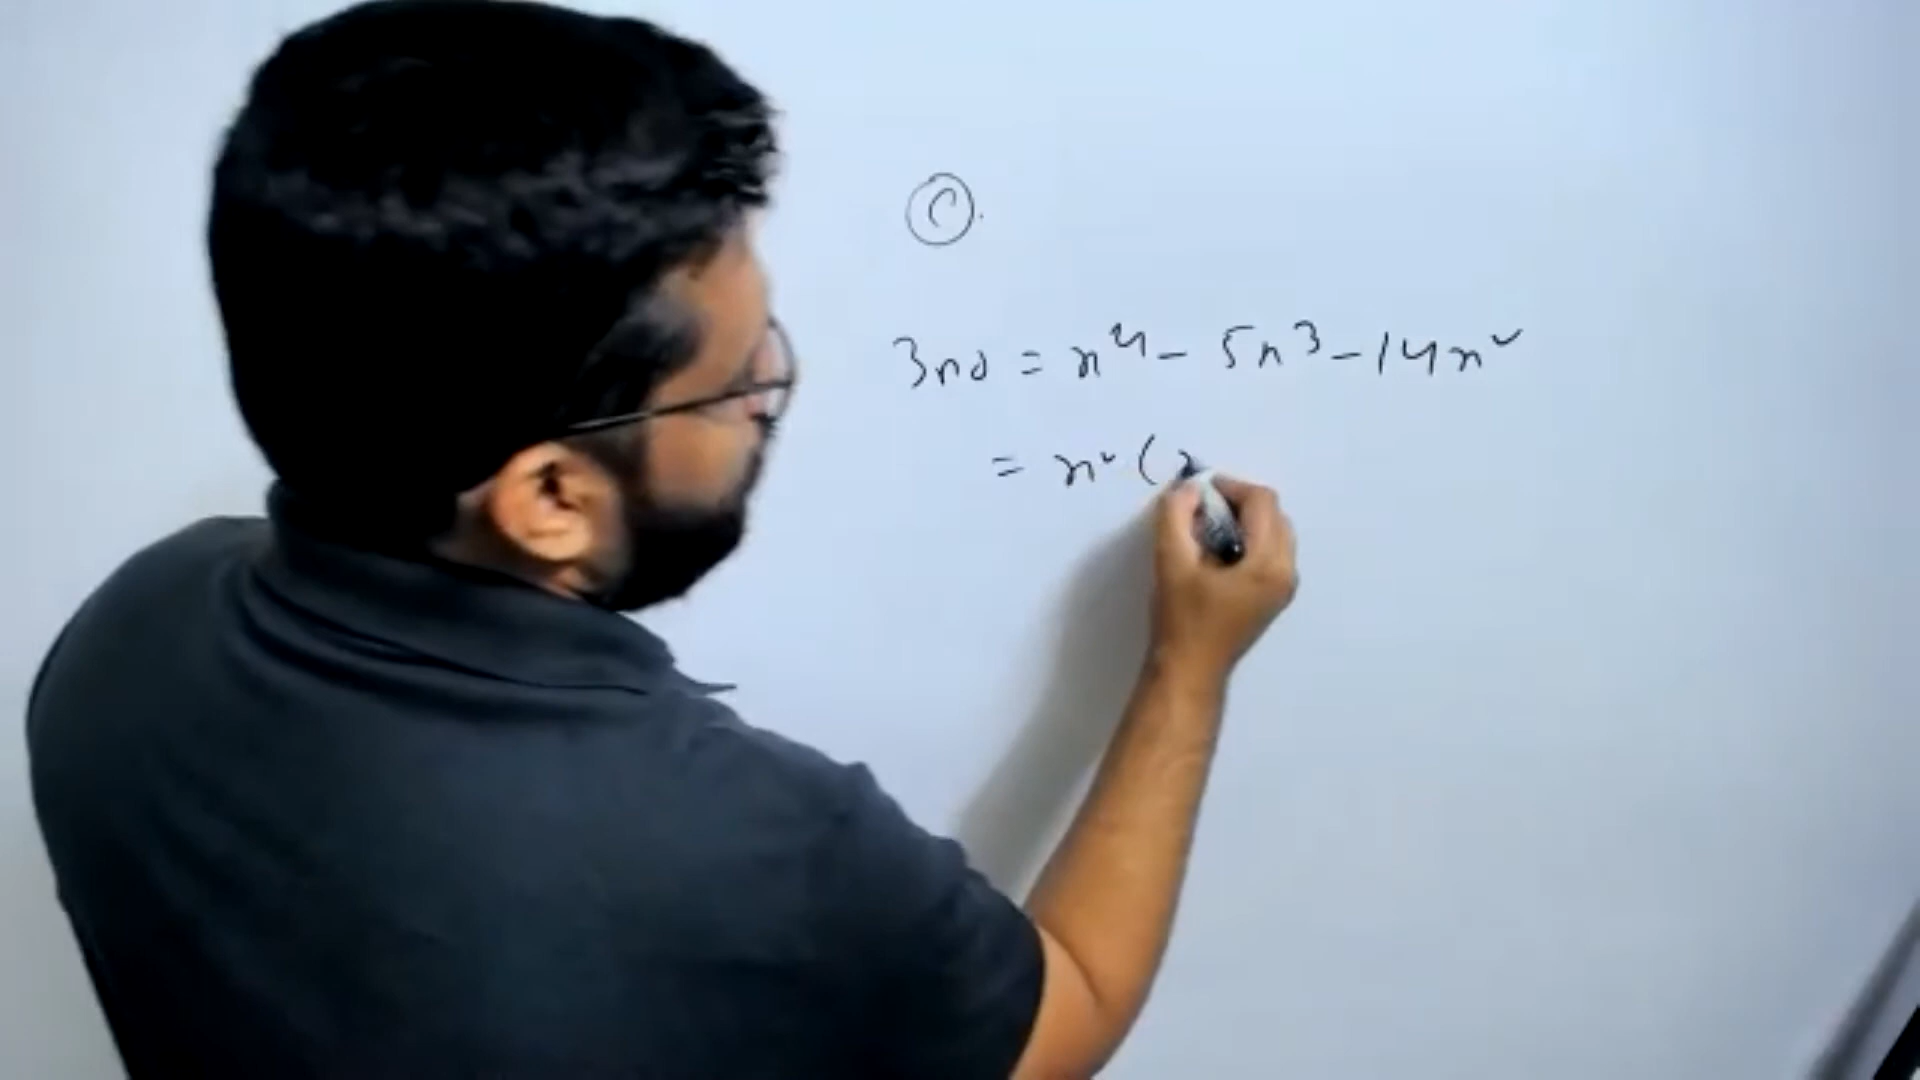 C.
3rd = x⁴ - 5x³ - 14x²
= x² (x